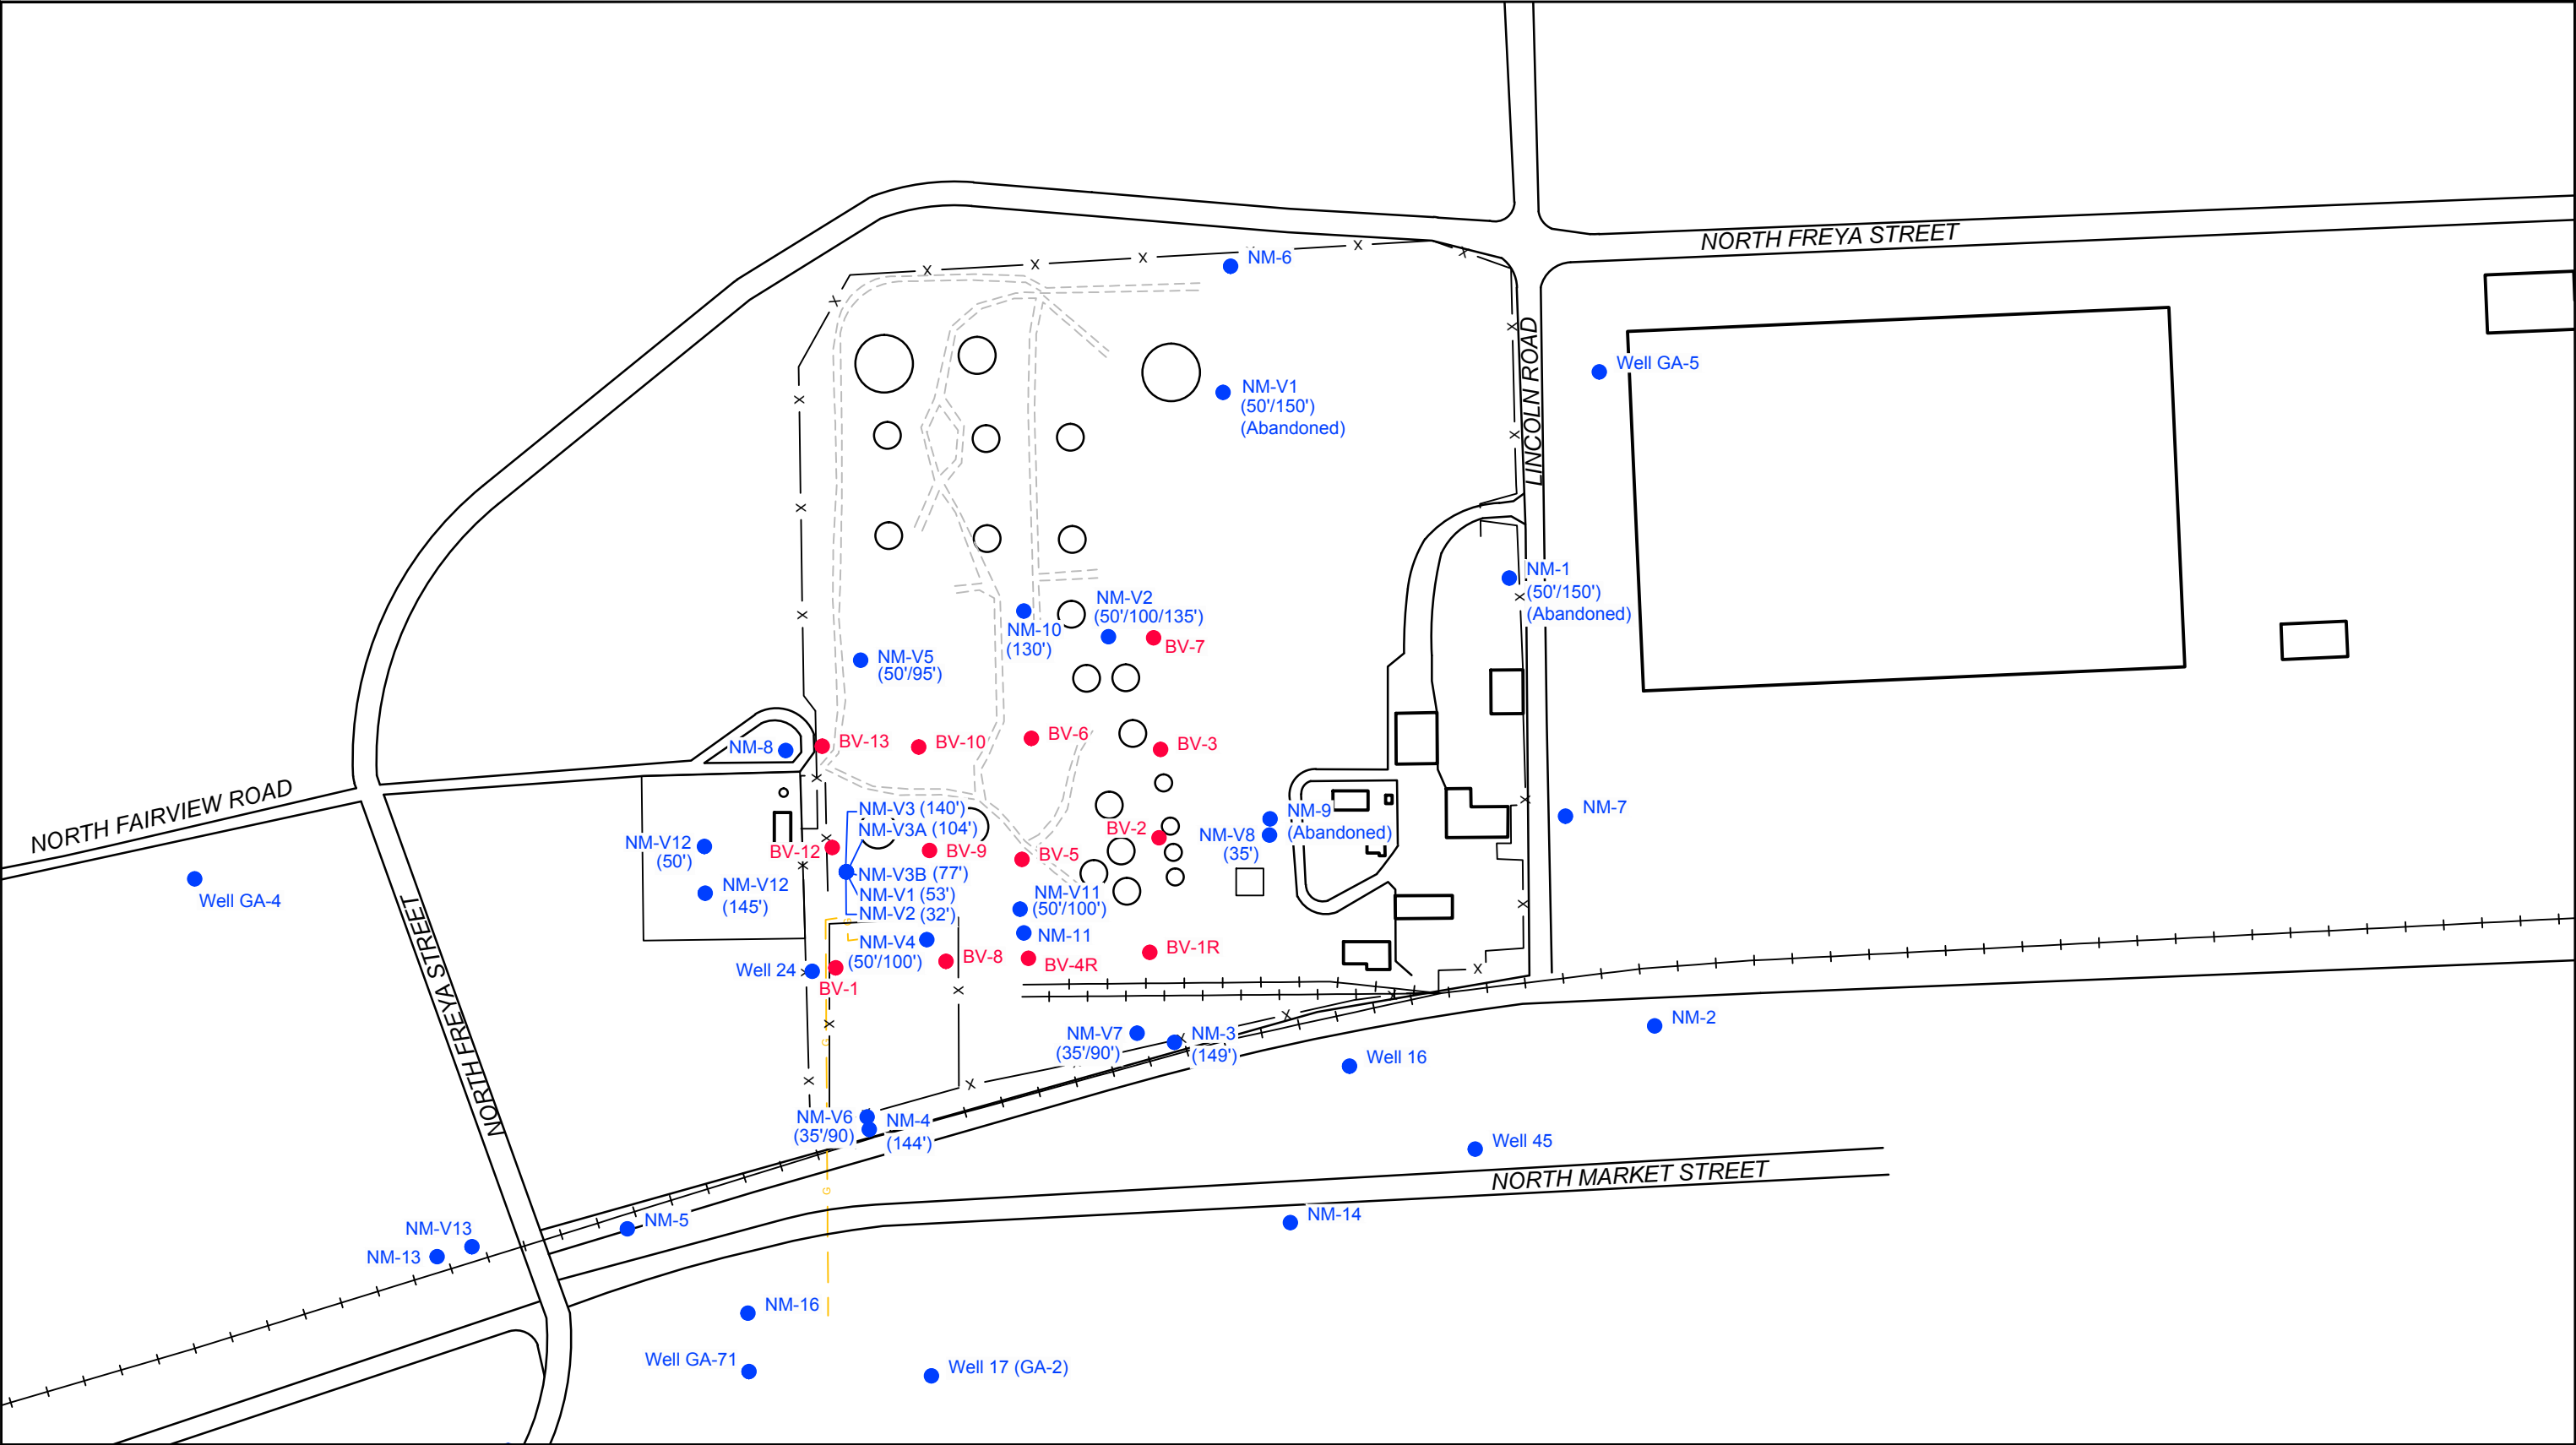 NORTH FREYA STREET
NM-6
LINCOLN ROAD
Well GA-5
NM-V1
(50'/150')
(Abandoned)
NM-1
(50'/150')
(Abandoned)
NM-V2
(50'/100/135')
NM-10
(130')
BV-7
NM-V5
(50'/95')
NM-8
BV-13
BV-10
BV-6
BV-3
NORTH FAIRVIEW ROAD
NM-V3 (140')
NM-V3A (104')
NM-V3B (77')
NM-V1 (53')
NM-V2 (32')
NM-9
(Abandoned)
NM-7
BV-2
NM-V8
(35')
NM-V12
(50')
BV-12
BV-9
BV-5
NM-V12
(145')
Well GA-4
NM-V11
(50'/100')
NM-11
NORTH FREYA STREET
NM-V4
(50'/100')
BV-8
BV-4R
BV-1R
Well 24
BV-1
X
G
NM-V7
(35'/90')
NM-3
(149')
NM-2
Well 16
NM-V6
(35'/90)
NM-4
(144')
Well 45
NORTH MARKET STREET
G
NM-5
NM-14
NM-V13
NM-13
NM-16
Well GA-71
Well 17 (GA-2)